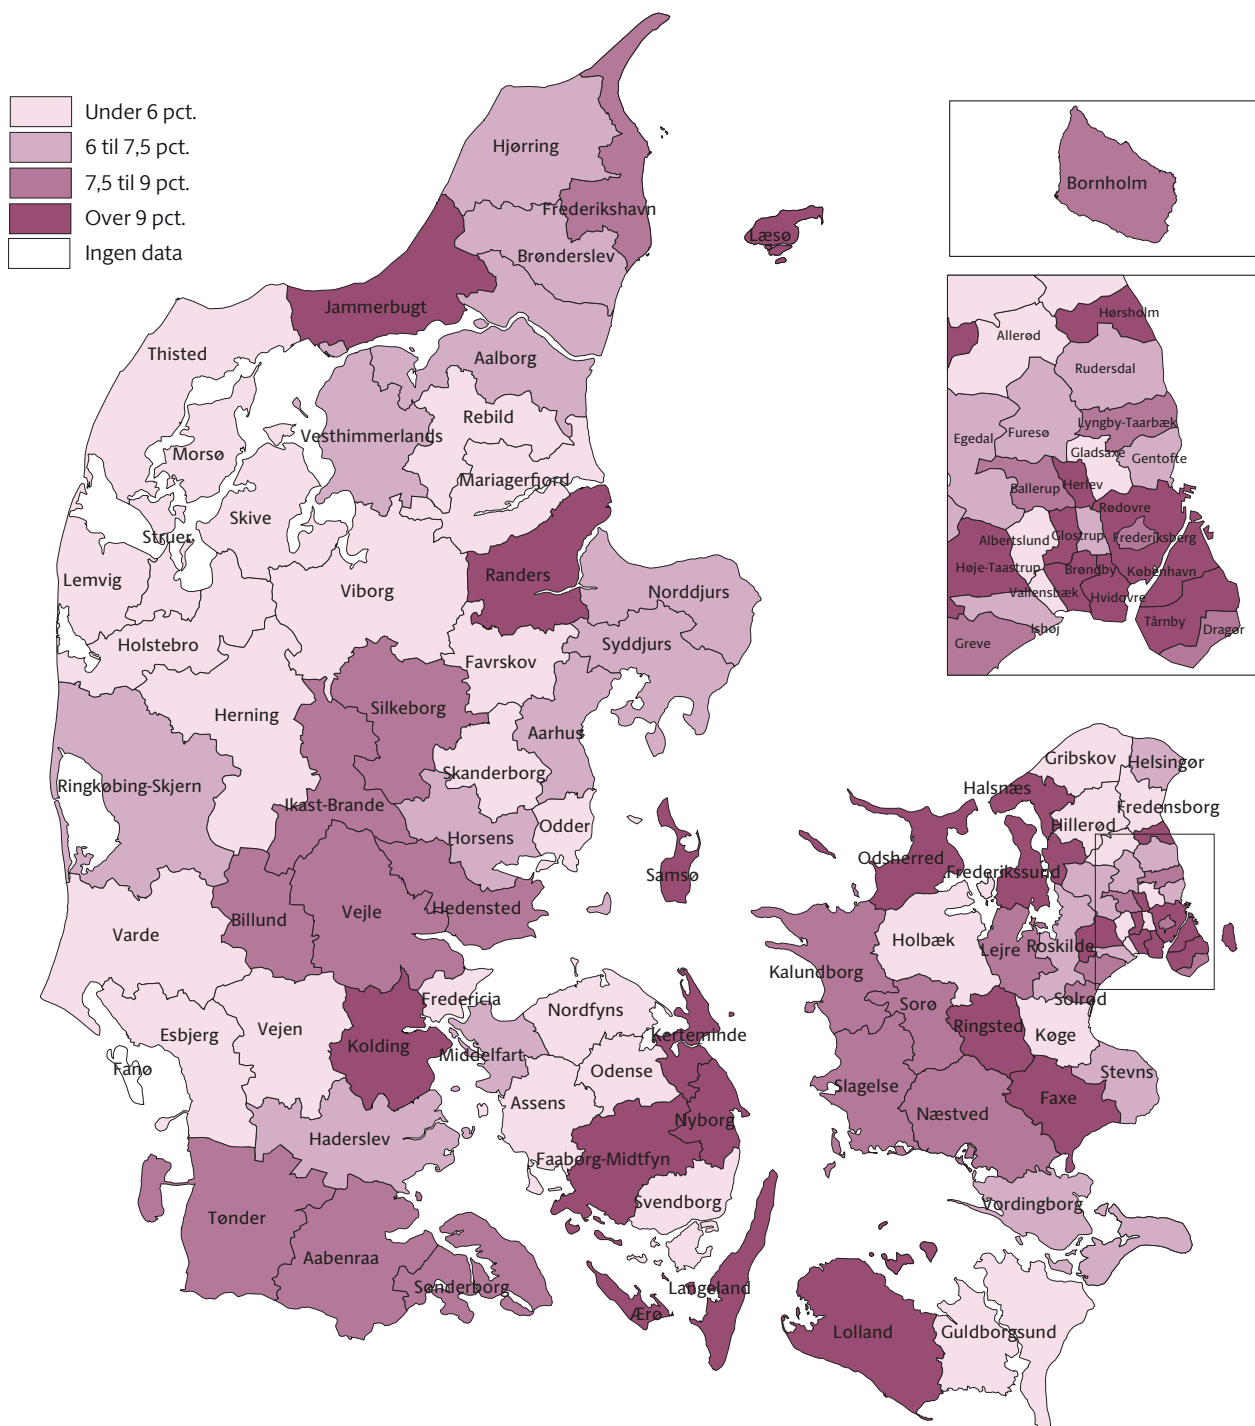 Under 6 pct.
6 til 7,5 pct.
7,5 til 9 pct.
Over 9 pct.
Ingen data
Hjørring
Frederikshavn
Brønderslev
Læsø
Jammerbugt
Thisted
Aalborg
Rebild
Vesthimmerlands
Morsø
Mariagerfjord
Skive
Struer
Lemvig
Viborg
Randers
Norddjurs
Holstebro
Syddjurs
Favrskov
Herning
Silkeborg
Aarhus
Skanderborg
Ringkøbing-Skjern
Ikast-Brande
Horsens
Odder
Samsø
Hedensted
Billund
Vejle
Varde
Fredericia
Nordfyns
Esbjerg
Vejen
Kolding
Kerteminde
Middelfart
Fanø
Odense
Assens
Nyborg
Haderslev
Faaborg-Midtfyn
Svendborg
Tønder
Aabenraa
Sønderborg
Langeland
Ærø
Bornholm
Hørsholm
Allerød
Rudersdal
Lyngby-Taarbæk
Egedal
Furesø
Gladsaxe
Gentofte
Ballerup
Herlev
Rødovre
Albertslund
Glostrup
Frederiksberg
Høje-Taastrup
Brøndby
København
Vallensbæk
Hvidovre
Tårnby
Ishøj
Dragør
Greve
Gribskov
Helsingør
Halsnæs
Fredensborg
Hillerød
Odsherred
Frederikssund
Holbæk
Lejre
Roskilde
Kalundborg
Solrød
Sorø
Ringsted
Køge
Stevns
Slagelse
Næstved
Faxe
Vordingborg
Lolland
Guldborgsund